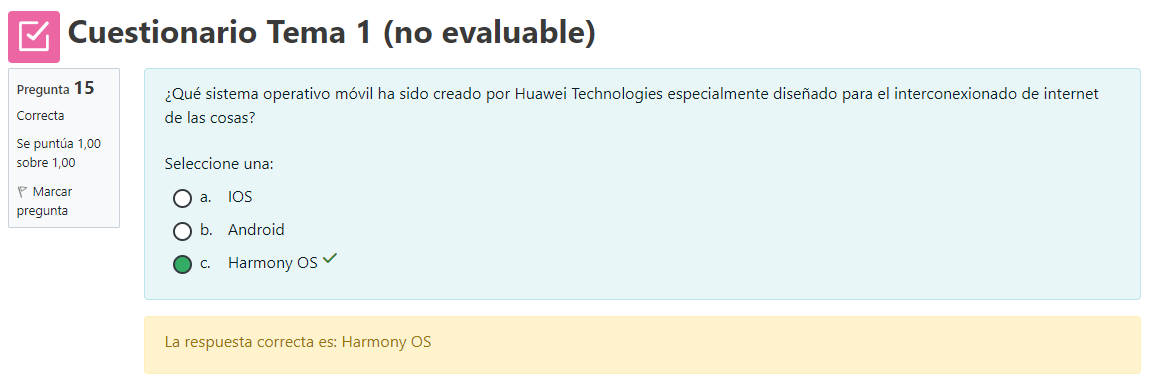 Cuestionario Tema 1 (no evaluable)
Pregunta 15
Correcta
Se puntúa 1,00
sobre 1,00
Marcar
pregunta
¿Qué sistema operativo móvil ha sido creado por Huawei Technologies especialmente diseñado para el interconexionado de internet
de las cosas?
Seleccione una:
a. IOS
b. Android
c. Harmony OS
La respuesta correcta es: Harmony OS